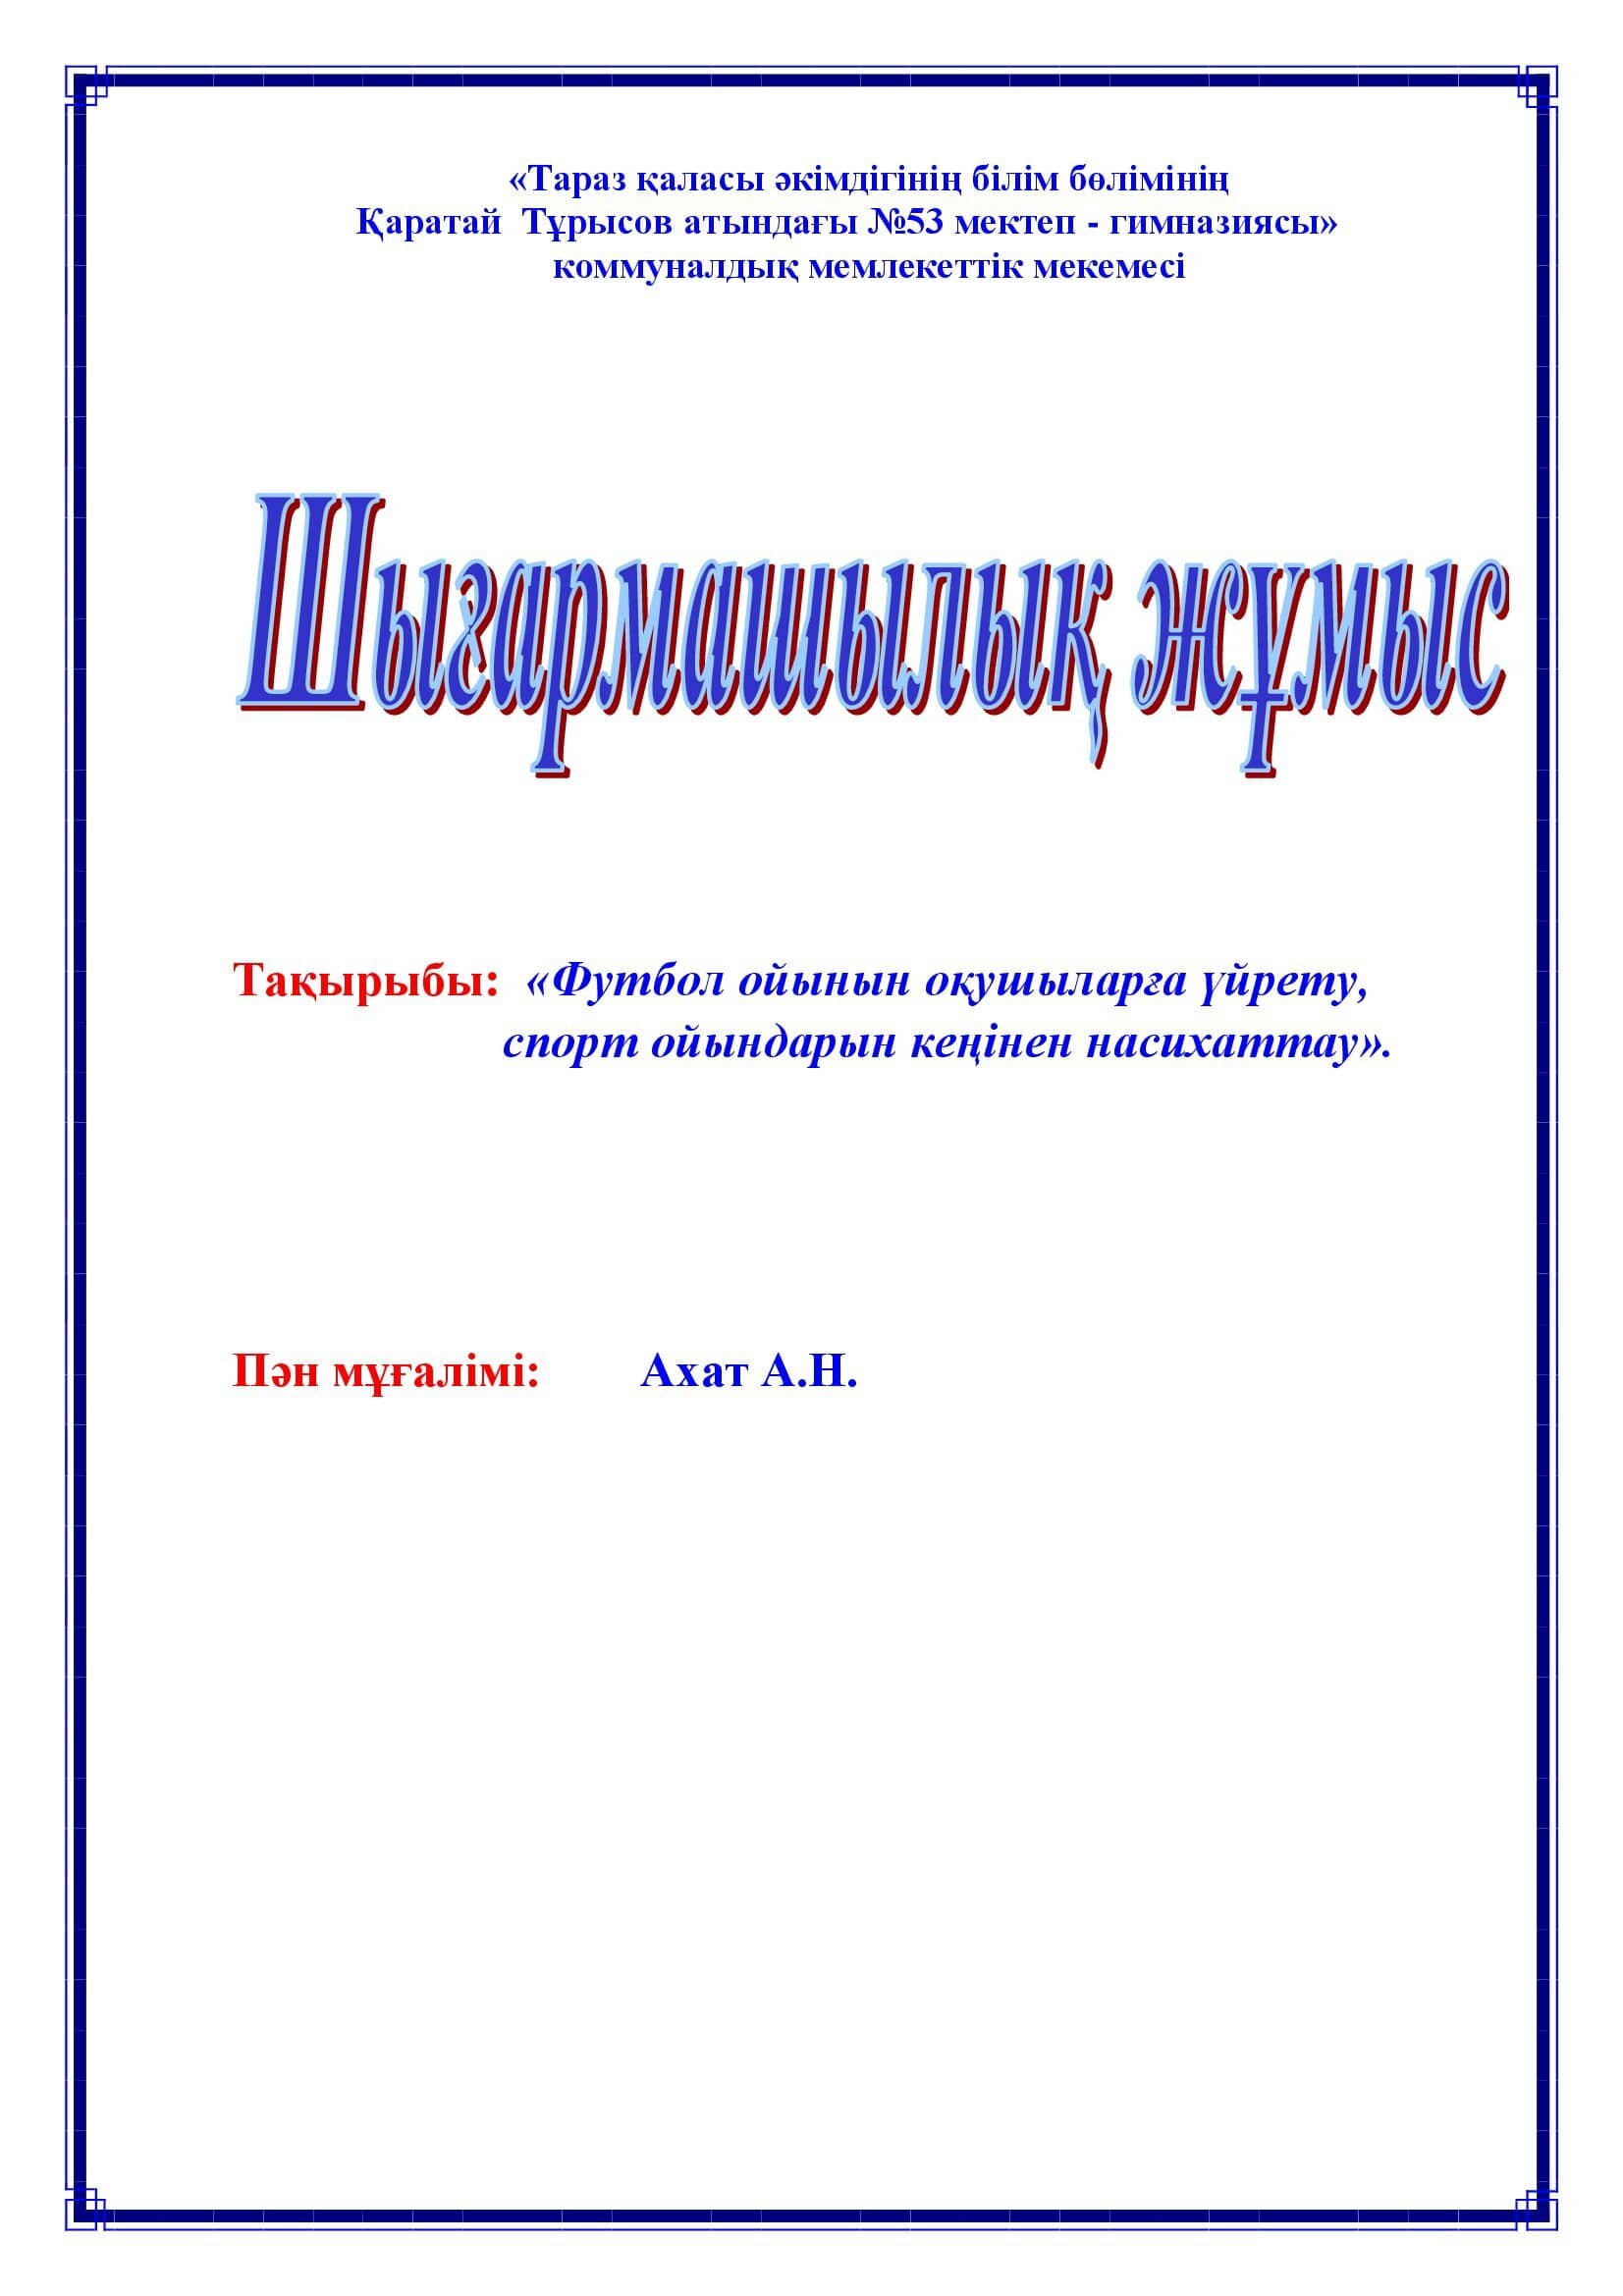 «Тараз қаласы әкімдігінің білім бөлімінің
Қаратай Тұрысов атындағы №53 мектеп - гимназиясы»
коммуналдық мемлекеттік мекемесі
Шығармашылық жұмыс
Тақырыбы: «Футбол ойынын оқушыларға үйрету,
спорт ойындарын кеңінен насихаттау».
Пән мұғалімі: Ахат А.Н.